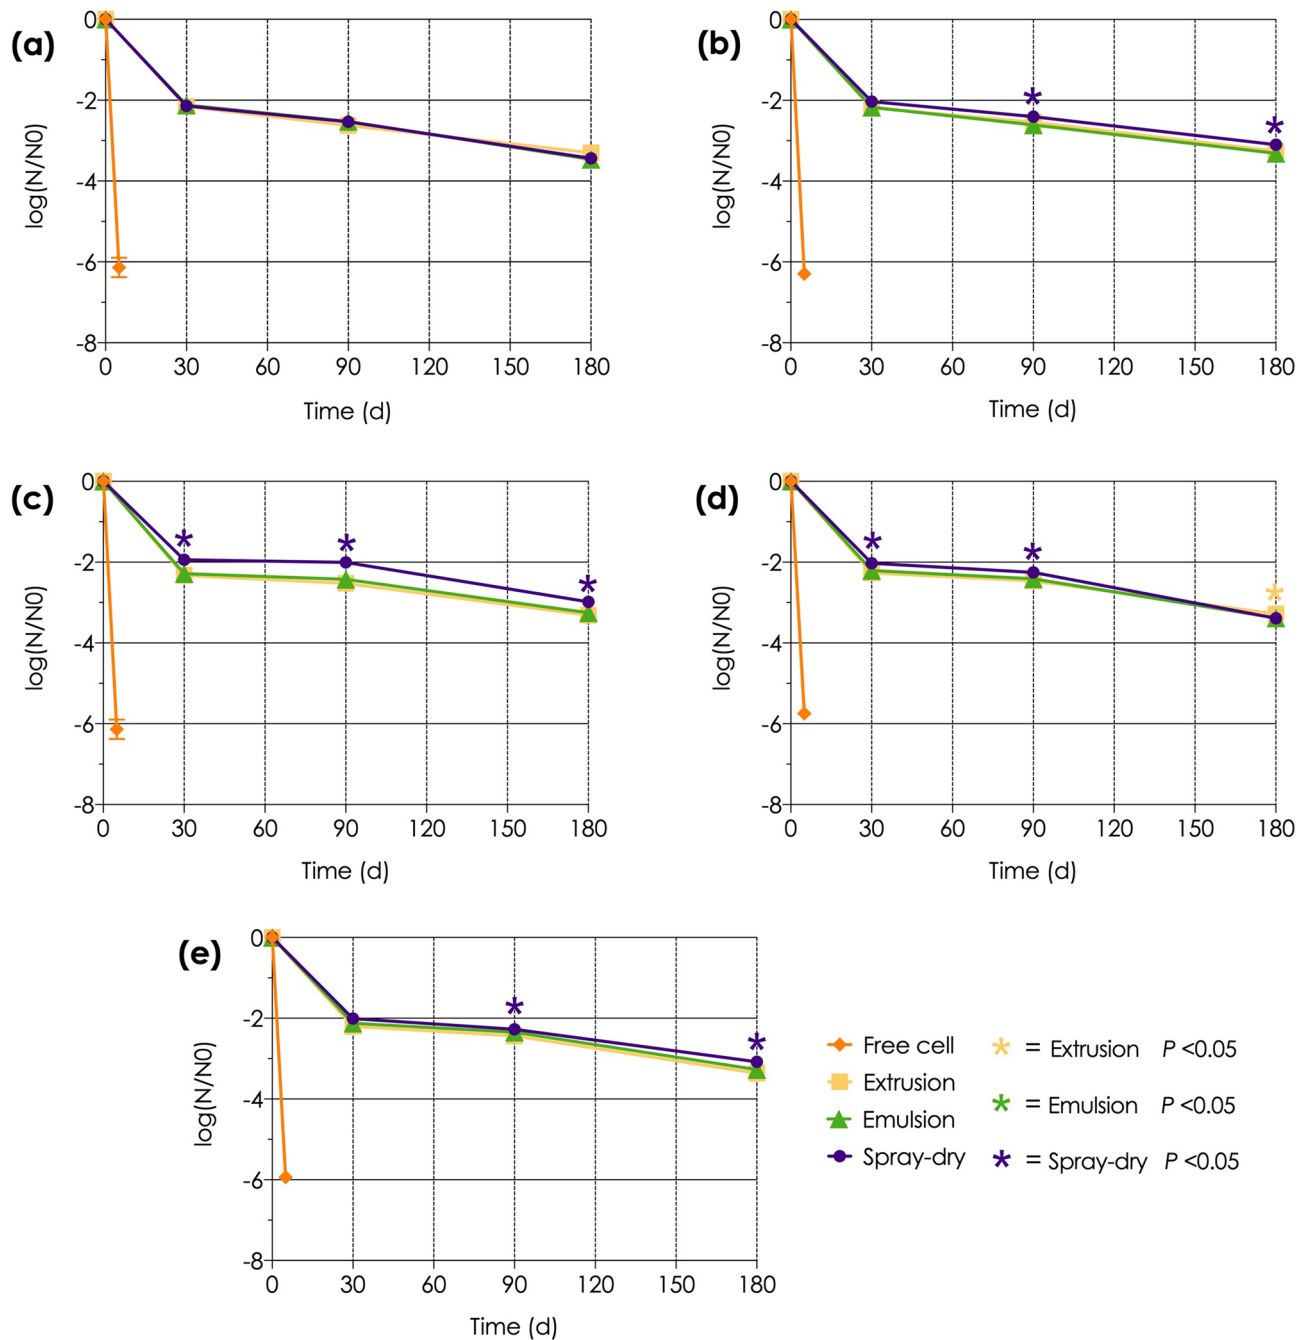 (a)
0
-2
-4
-6
-8
log(N/N0)
0 30 60 90 120 150 180
Time (d)
(b)
0
-2
*
*
-4
-6
-8
log(N/N0)
0 30 60 90 120 150 180
Time (d)
(c)
0
* *
-2
*
-4
-6
-8
log(N/N0)
0 30 60 90 120 150 180
Time (d)
(d)
0
* *
-2
*
-4
-6
-8
log(N/N0)
0 30 60 90 120 150 180
Time (d)
(e)
0
*
-2
*
-4
-6
-8
log(N/N0)
0 30 60 90 120 150 180
Time (d)
Free cell
Extrusion
Emulsion
Spray-dry
* = Extrusion P <0.05
* = Emulsion P <0.05
* = Spray-dry P <0.05